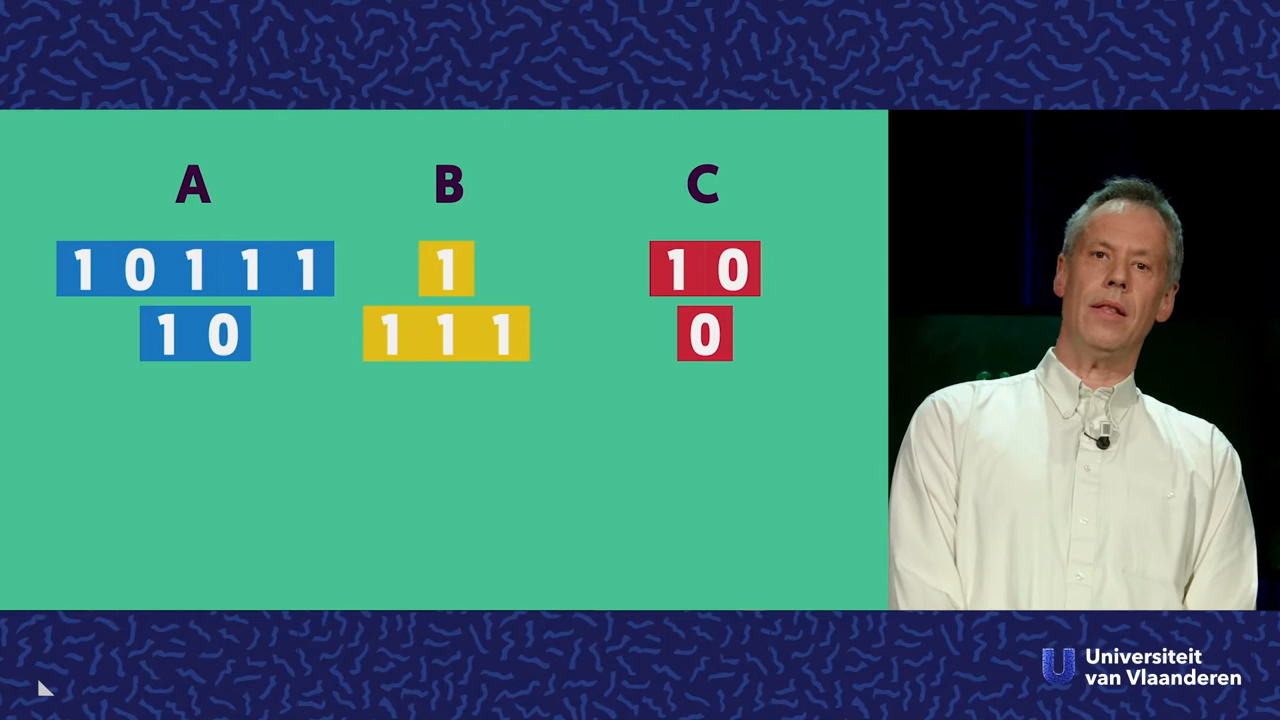 A B C
1 0 1 1 1 1 1 0
1 0 1 1 1 0
Universiteit
van Vlaanderen